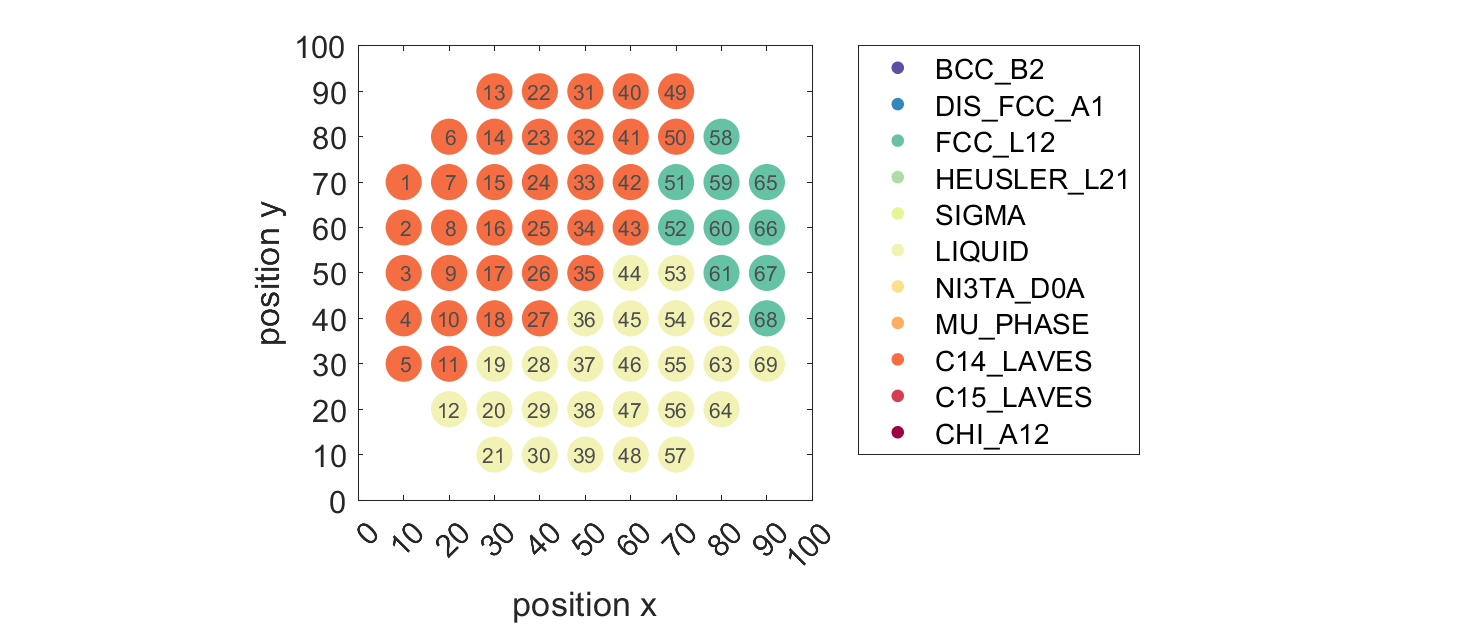 100
90
80
70
60
50
40
30
20
10
0
position y
13 22 31 40 49
6 14 23 32 41 50 58
1 7 15 24 33 42 51 59 65
2 8 16 25 34 43 52 60 66
3 9 17 26 35 44 53 61 67
4 10 18 27 36 45 54 62 68
5 11 19 28 37 46 55 63 69
12 20 29 38 47 56 64
21 30 39 48 57
0 10 20 30 40 50 60 70 80 90 100
position x
BCC_B2
DIS_FCC_A1
FCC_L12
HEUSLER_L21
SIGMA
LIQUID
NI3TA_D0A
MU_PHASE
C14_LAVES
C15_LAVES
CHI_A12